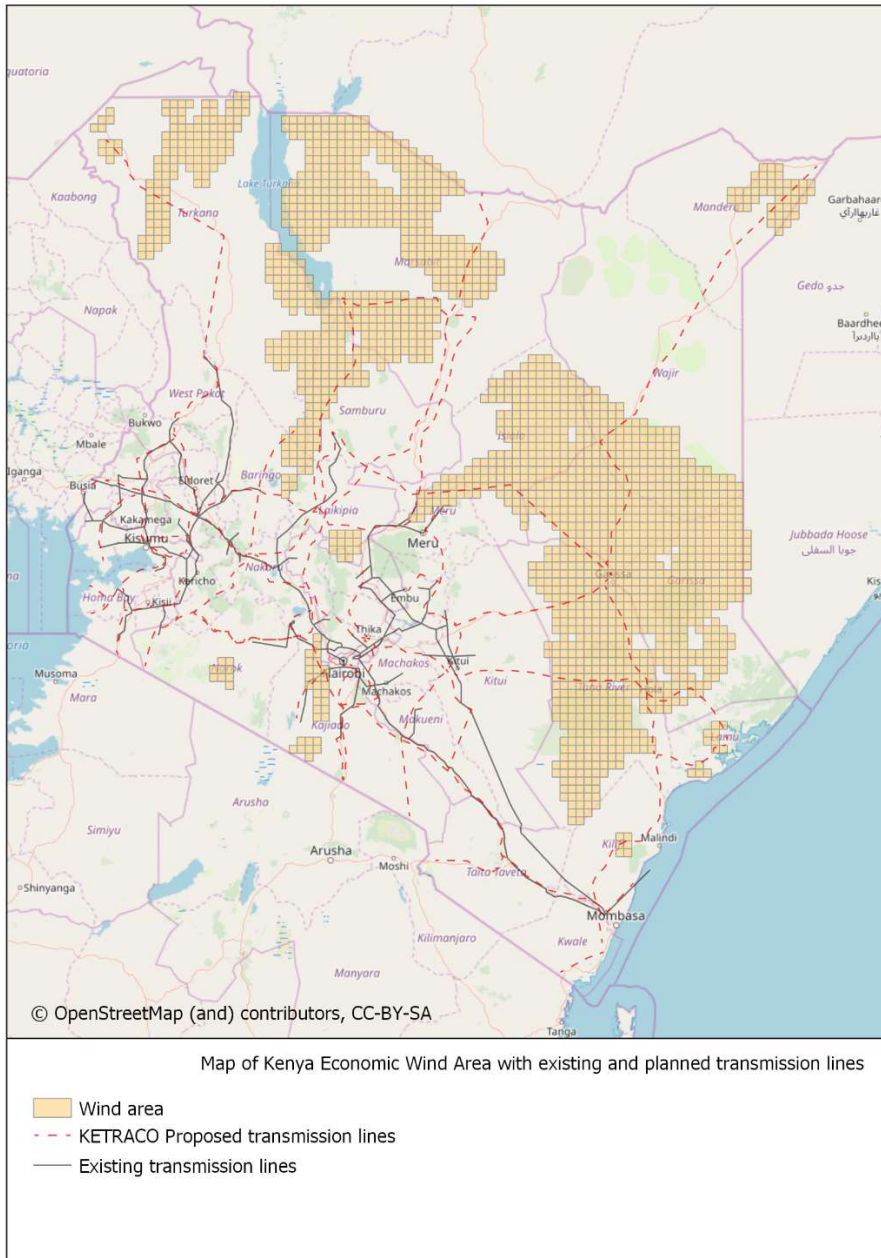 Kaabong
Turkana
Lake Turkana
Marsabit
Mandera
Garbahaarey
Gedo جدو
Baardheere
Napak
West Pokot
Wajir
Samburu
Bukwo
Mbale
Isiolo
Iganga
Busia
Eldoret
Baringo
Kakamega
Laikipia
Meru
Kisumu
Meru
Jubbada Hoose
جوبا السفلى
Nakuru
Kericho
Garissa
Garissa
Homa Bay
Kisii
Embu
Thika
Musoma
Narok
Nairobi
Machakos
Kitui
Kitui
Tana River
Mara
Machakos
Kajiado
Makueni
Lamu
Arusha
Simiyu
Malindi
Arusha
Moshi
Taita Taveta
Shinyanga
Mombasa
Kilimanjaro
Kwale
Manyara
© OpenStreetMap (and) contributors, CC-BY-SA
Tanga
Map of Kenya Economic Wind Area with existing and planned transmission lines
Wind area
KETRACO Proposed transmission lines
Existing transmission lines